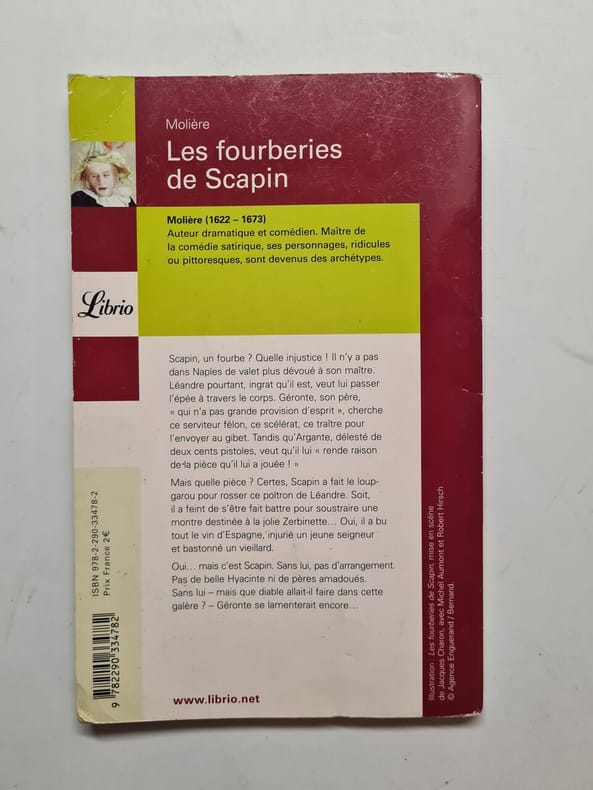 Molière
Les fourberies
de Scapin
Molière (1622 – 1673)
Auteur dramatique et comédien. Maître de
la comédie satirique, ses personnages, ridicules
ou pittoresques, sont devenus des archétypes.
Librio
Scapin, un fourbe ? Quelle injustice ! Il n'y a pas
dans Naples de valet plus dévoué à son maître.
Léandre pourtant, ingrat qu'il est, veut lui passer
l'épée à travers le corps. Géronte, son père,
« qui n'a pas grande provision d'esprit », cherche
ce serviteur félon, ce scélérat, ce traître pour
l'envoyer au gibet. Tandis qu'Argante, délesté de
deux cents pistoles, veut qu'il lui « rende raison
de la pièce qu'il lui a jouée ! »
Mais quelle pièce ? Certes, Scapin a fait le loup-
garou pour rosser ce poltron de Léandre. Soit,
il a feint de s'être fait battre pour soustraire une
montre destinée à la jolie Zerbinette... Oui, il a bu
tout le vin d'Espagne, injurié un jeune seigneur
et bastonné un vieillard.
Oui... mais c'est Scapin. Sans lui, pas d'arrangement.
Pas de belle Hyacinte ni de pères amadoués.
Sans lui – mais que diable allait-il faire dans cette
galère ? – Géronte se lamenterait encore...
www.librio.net
ISBN 978-2-290-33478-2
Prix France 2€
9 782290 334782
Illustration : Les fourberies de Scapin, mise en scène
de Jacques Charon, avec Michel Aumont et Robert Hirsch
© Agence Enguerand / Bernand.